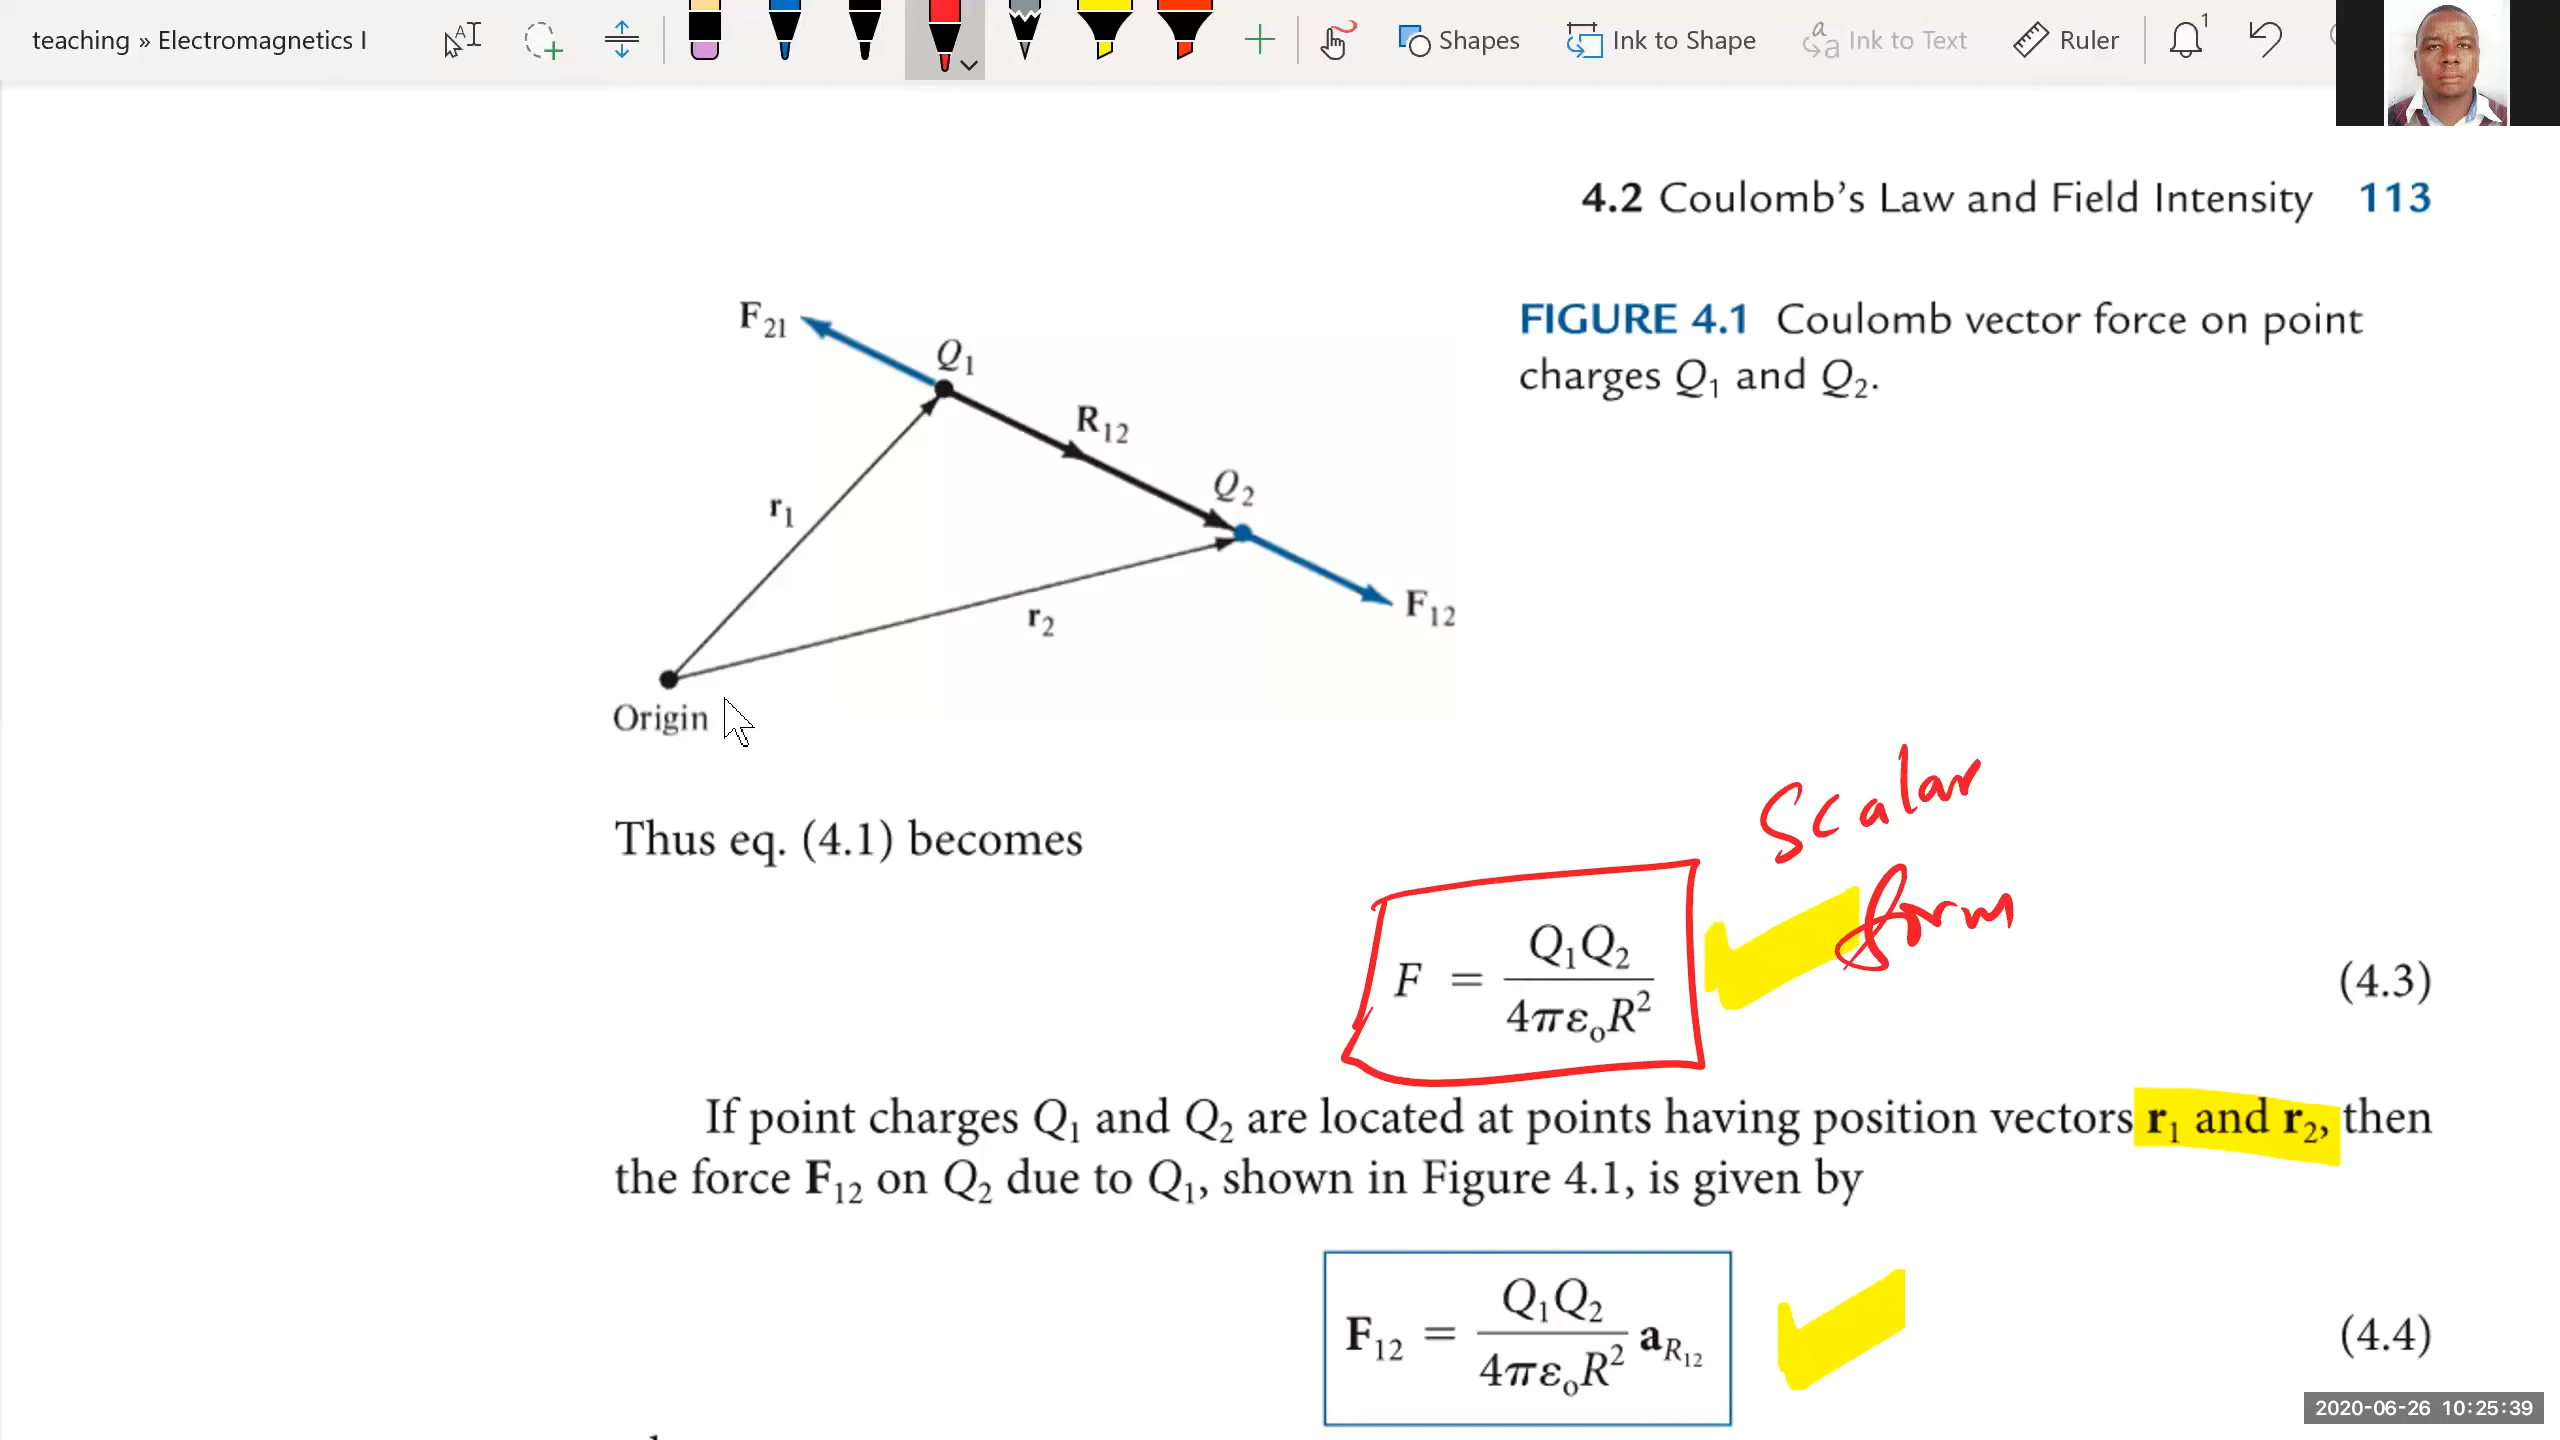 teaching » Electromagnetics I
Shapes
Ink to Shape
Ink to Text
Ruler
1
4.2 Coulomb's Law and Field Intensity 113
F₂₁
Q₁
R₁₂
Q₂
r₁
r₂
F₁₂
Origin
FIGURE 4.1 Coulomb vector force on point
charges Q₁ and Q₂.
Scalar
form
Thus eq. (4.1) becomes
F = Q₁Q₂ / 4πε₀R² (4.3)
If point charges Q₁ and Q₂ are located at points having position vectors r₁ and r₂, then
the force F₁₂ on Q₂ due to Q₁, shown in Figure 4.1, is given by
F₁₂ = Q₁Q₂ / 4πε₀R² a_R₁₂ (4.4)
2020-06-26 10:25:39